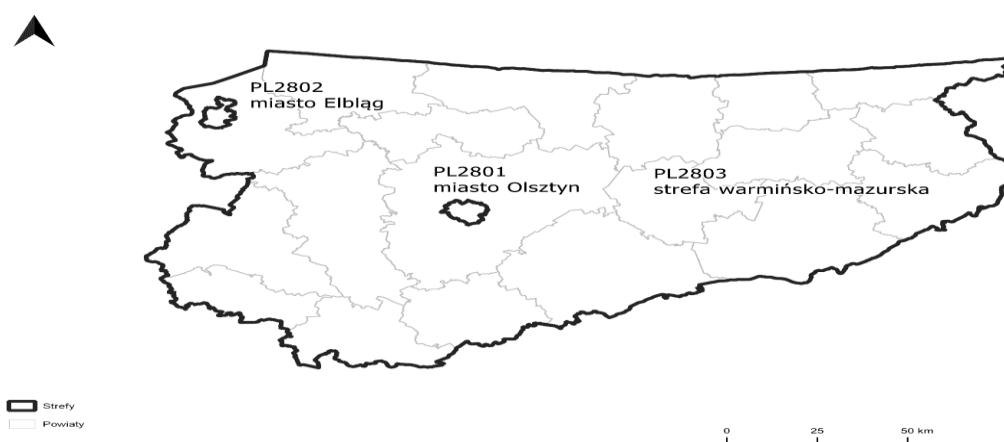 PL2802
miasto Elbląg
PL2801
miasto Olsztyn
PL2803
strefa warmińsko-mazurska
Strefy
Powiaty
0 25 50 km